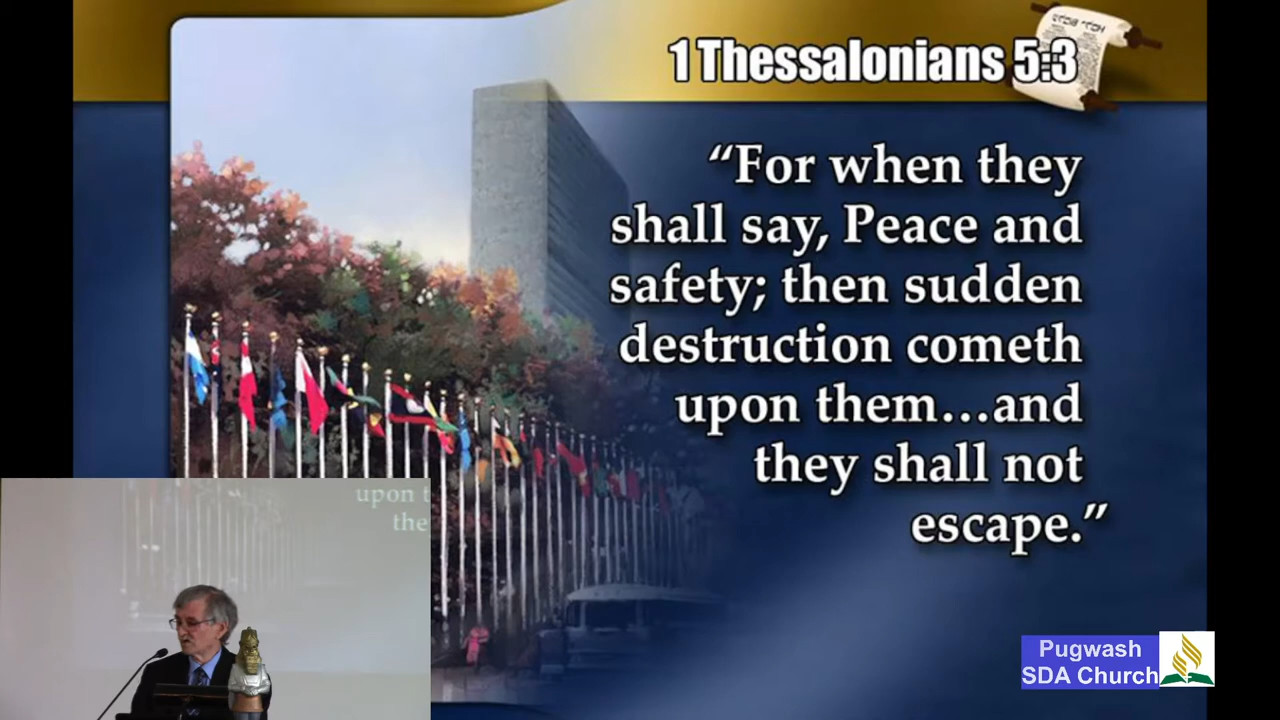 1 Thessalonians 5:3
“For when they
shall say, Peace and
safety; then sudden
destruction cometh
upon them...and
they shall not
escape.”
upon t
the
Pugwash
SDA Church